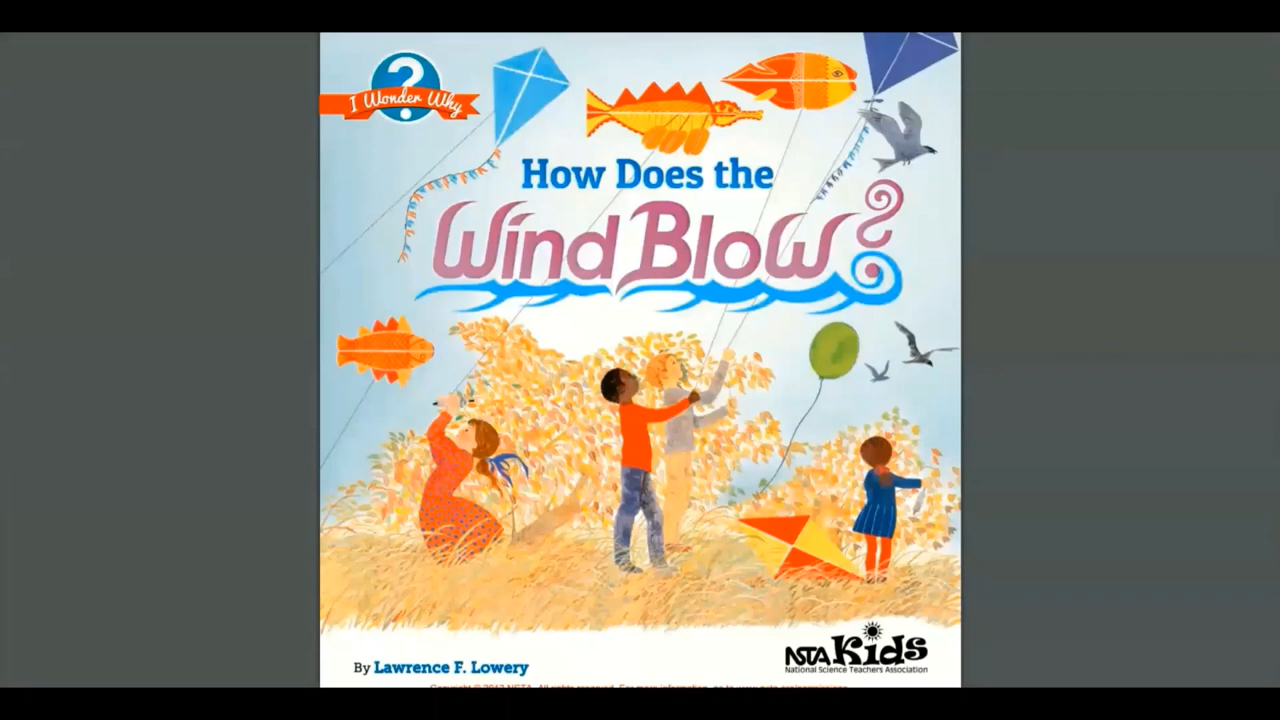 ?
I Wonder Why
How Does the
Wind Blow?
By Lawrence F. Lowery
NSTA Kids
National Science Teachers Association